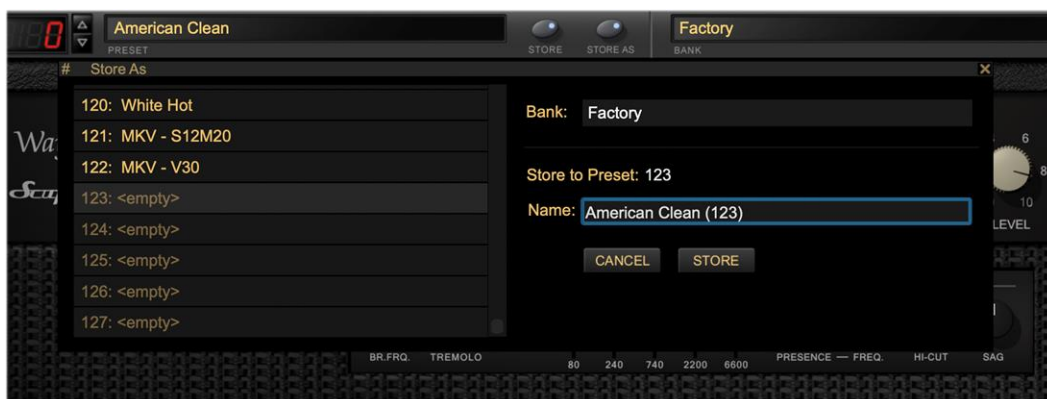 0
American Clean
PRESET
STORE
STORE AS
Factory
BANK
# Store As
120: White Hot
121: MKV - S12M20
122: MKV - V30
123: <empty>
124: <empty>
125: <empty>
126: <empty>
127: <empty>
Bank: Factory
Store to Preset: 123
Name: American Clean (123)
CANCEL
STORE
6
8
10
LEVEL
BR.FRQ.
TREMOLO
80
240
740
2200
6600
PRESENCE — FREQ.
HI-CUT
SAG